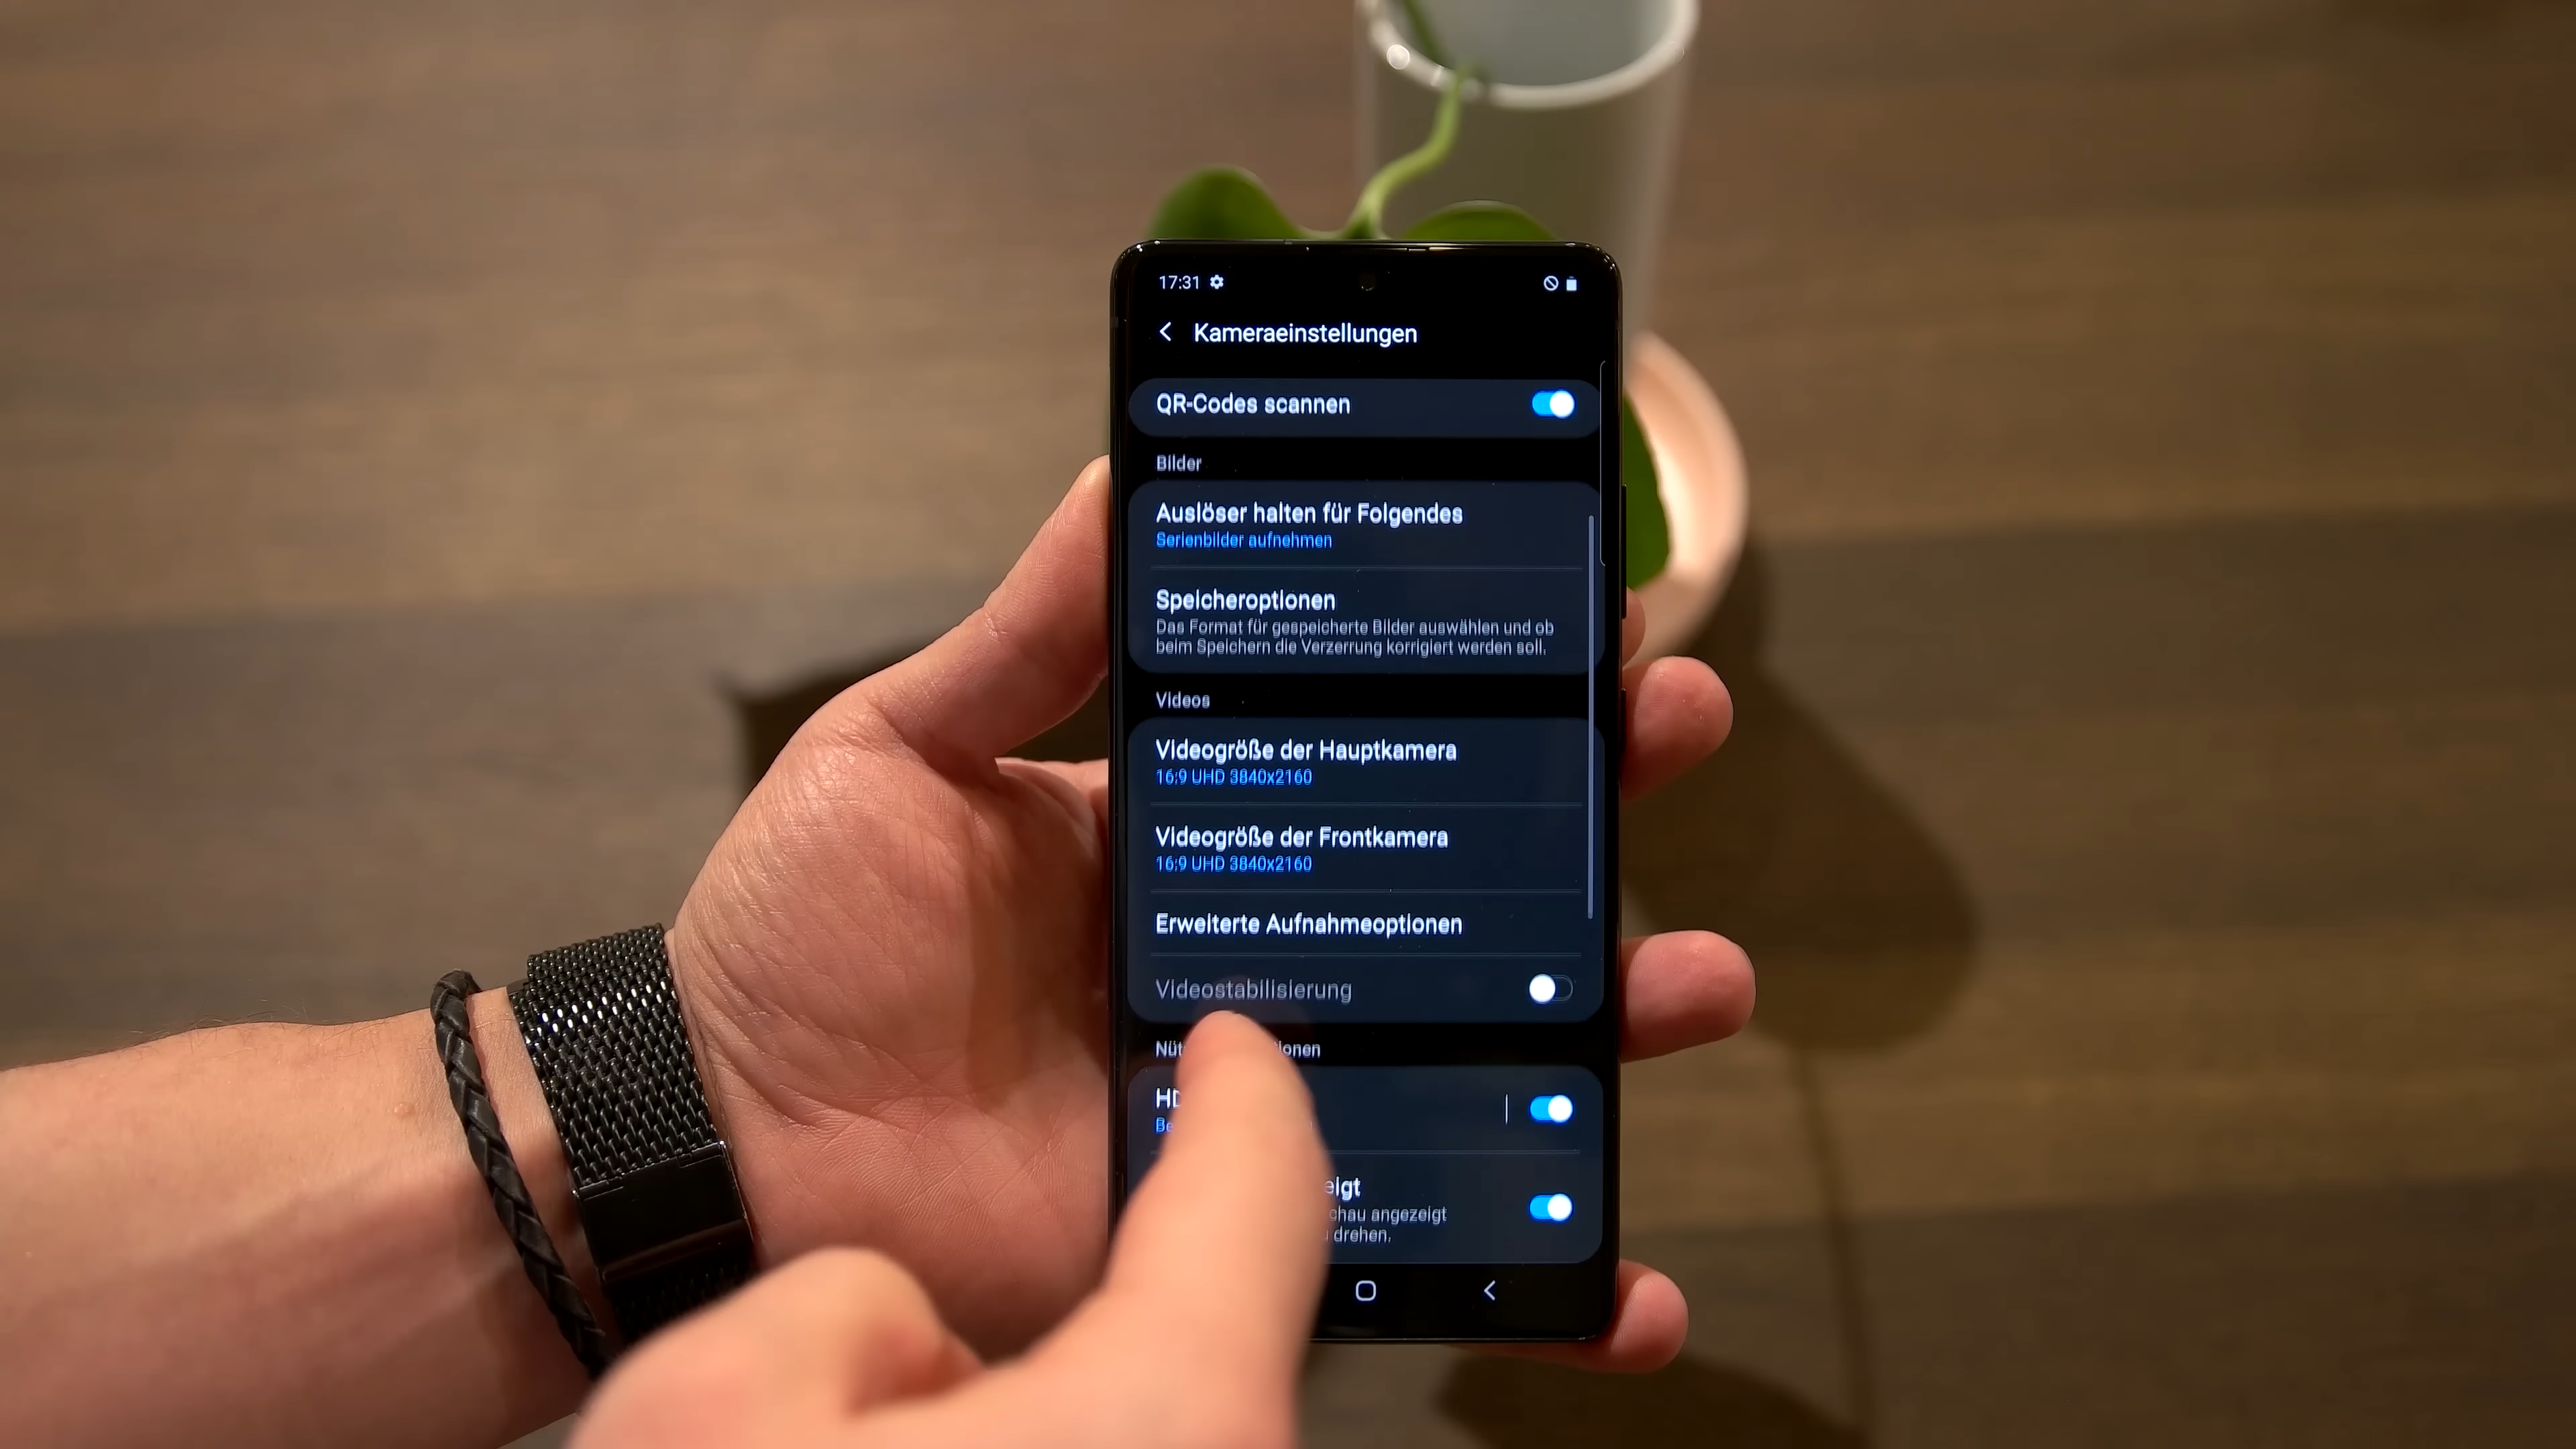 17:31
Kameraeinstellungen
QR-Codes scannen
Bilder
Auslöser halten für Folgendes
Serienbilder aufnehmen
Speicheroptionen
Das Format für gespeicherte Bilder auswählen und ob
beim Speichern die Verzerrung korrigiert werden soll.
Videos
Videogröße der Hauptkamera
16:9 UHD 3840x2160
Videogröße der Frontkamera
16:9 UHD 3840x2160
Erweiterte Aufnahmeoptionen
Videostabilisierung
angezeigt
drehen.